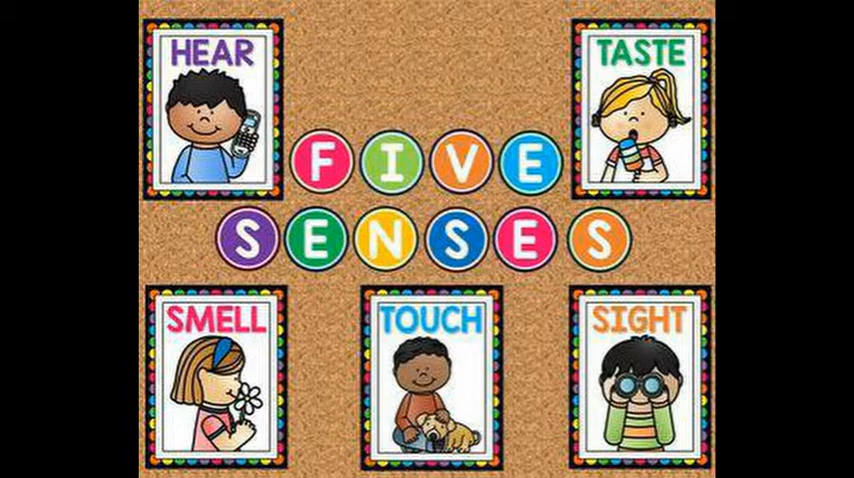 HEAR
TASTE
FIVE
SENSES
SMELL
TOUCH
SIGHT